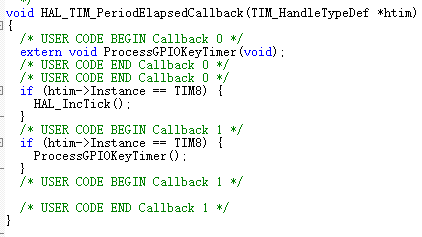 */
void HAL_TIM_PeriodElapsedCallback(TIM_HandleTypeDef *htim)
{
/* USER CODE BEGIN Callback 0 */
extern void ProcessGPIOKeyTimer(void);
/* USER CODE END Callback 0 */
/* USER CODE END Callback 0 */
if (htim->Instance == TIM8) {
HAL_IncTick();
}
/* USER CODE BEGIN Callback 1 */
if (htim->Instance == TIM8) {
ProcessGPIOKeyTimer();
}
/* USER CODE BEGIN Callback 1 */
/* USER CODE END Callback 1 */
}